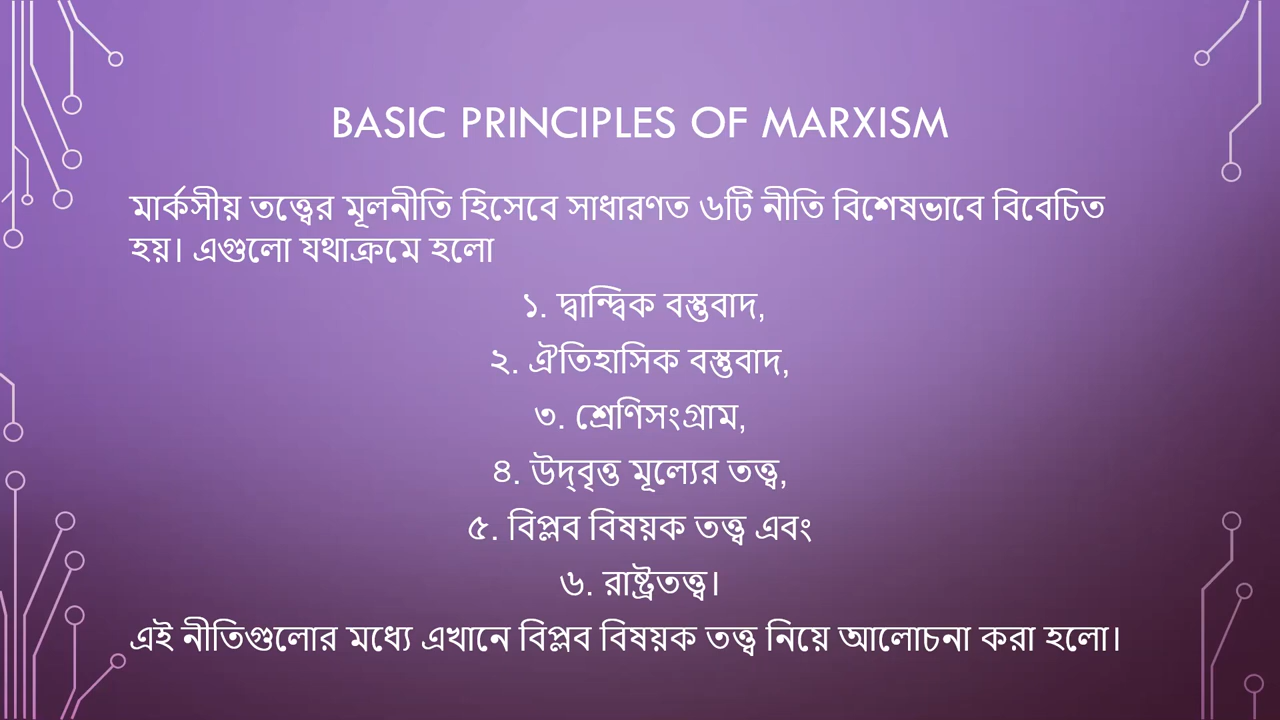 BASIC PRINCIPLES OF MARXISM
মার্কসীয় তত্ত্বের মূলনীতি হিসেবে সাধারণত ৬টি নীতি বিশেষভাবে বিবেচিত
হয়। এগুলো যথাক্রমে হলো
১. দ্বান্দ্বিক বস্তুবাদ,
২. ঐতিহাসিক বস্তুবাদ,
৩. শ্রেণিসংগ্রাম,
৪. উদ্‌বৃত্ত মূল্যের তত্ত্ব,
৫. বিপ্লব বিষয়ক তত্ত্ব এবং
৬. রাষ্ট্রতত্ত্ব।
এই নীতিগুলোর মধ্যে এখানে বিপ্লব বিষয়ক তত্ত্ব নিয়ে আলোচনা করা হলো।